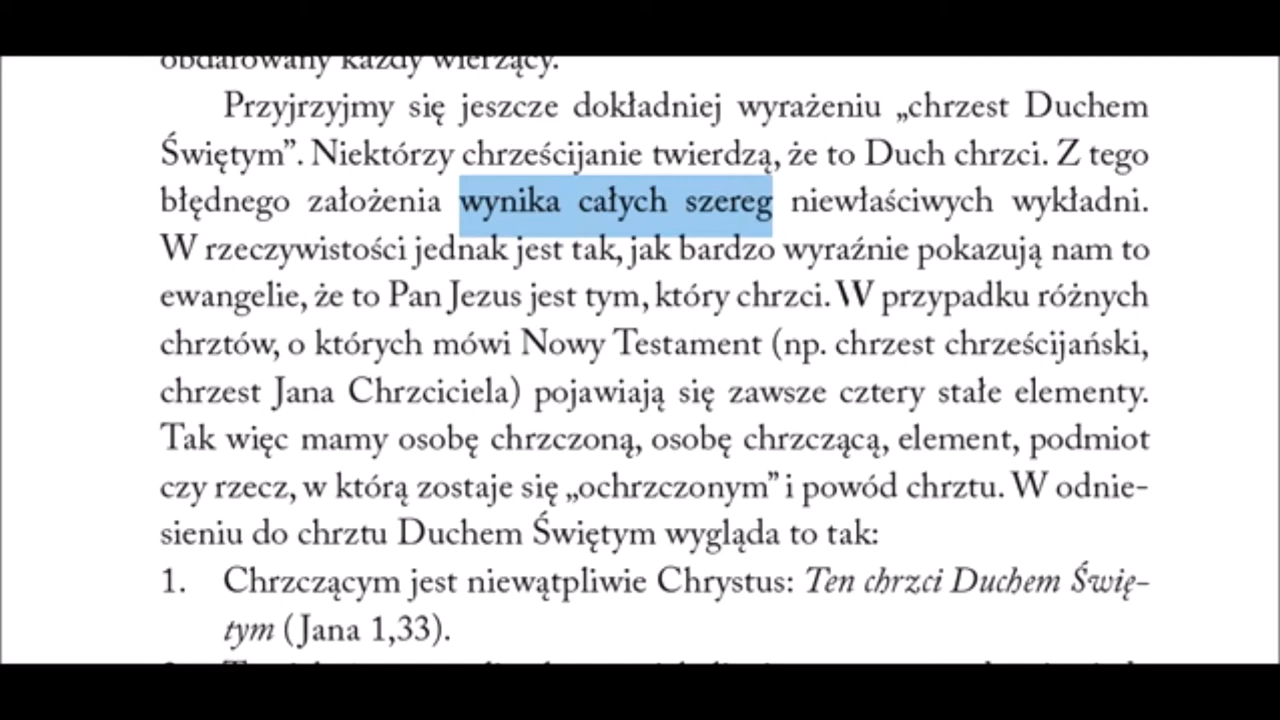 obdarowany każdy wierzący.
Przyjrzyjmy się jeszcze dokładniej wyrażeniu „chrzest Duchem
Świętym”. Niektórzy chrześcijanie twierdzą, że to Duch chrzci. Z tego
błędnego założenia wynika całych szereg niewłaściwych wykładni.
W rzeczywistości jednak jest tak, jak bardzo wyraźnie pokazują nam to
ewangelie, że to Pan Jezus jest tym, który chrzci. W przypadku różnych
chrztów, o których mówi Nowy Testament (np. chrzest chrześcijański,
chrzest Jana Chrzciciela) pojawiają się zawsze cztery stałe elementy.
Tak więc mamy osobę chrzczoną, osobę chrzczącą, element, podmiot
czy rzecz, w którą zostaje się „ochrzczonym” i powód chrztu. W odnie-
sieniu do chrztu Duchem Świętym wygląda to tak:
1. Chrzczącym jest niewątpliwie Chrystus: Ten chrzci Duchem Świę-
tym (Jana 1,33).